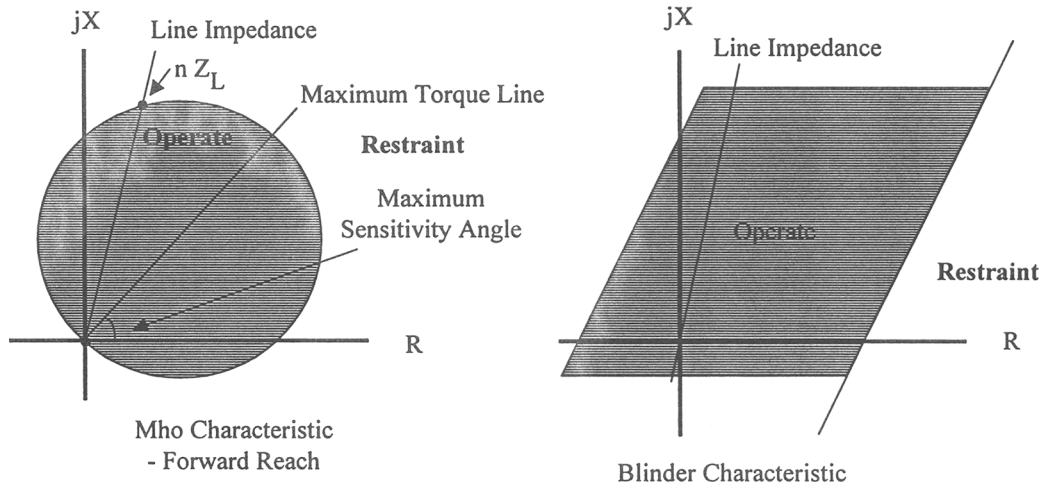 jX
Line Impedance
n Z_L
Maximum Torque Line
Operate
Restraint
Maximum
Sensitivity Angle
R
Mho Characteristic
- Forward Reach
jX
Line Impedance
Operate
Restraint
R
Blinder Characteristic